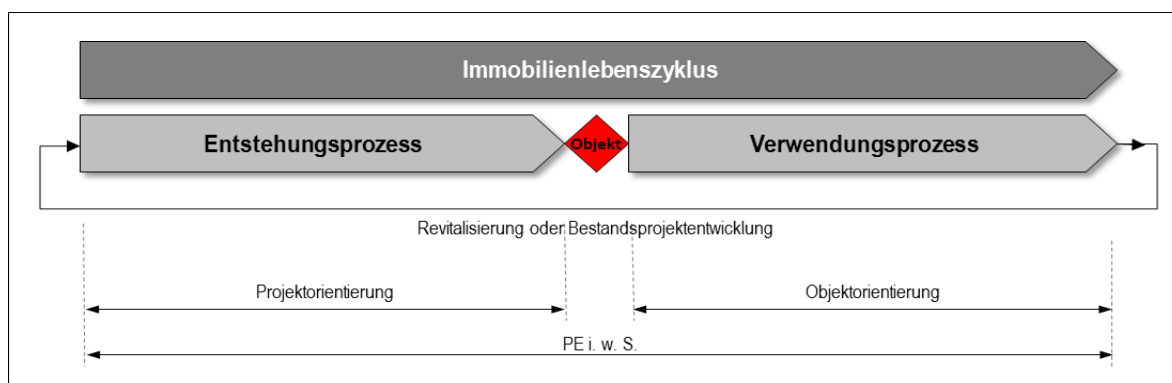 Immobilienlebenszyklus
Entstehungsprozess
Objekt
Verwendungsprozess
Revitalisierung oder Bestandsprojektentwicklung
Projektorientierung
Objektorientierung
PE i. w. S.